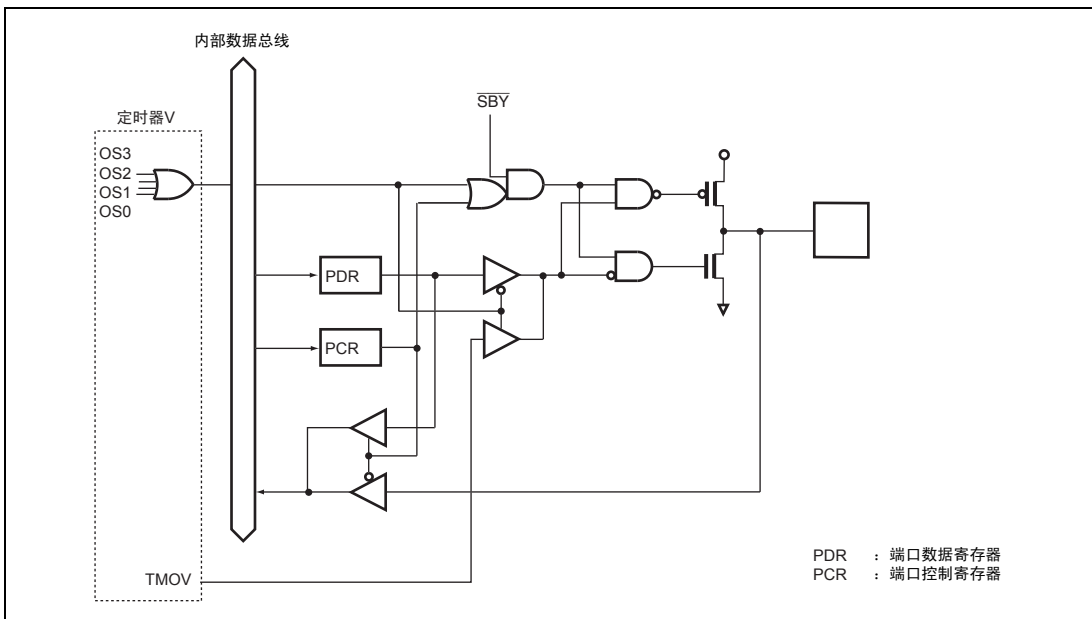 内部数据总线
SBY
定时器V
OS3
OS2
OS1
OS0
PDR
PCR
TMOV
PDR ：端口数据寄存器
PCR ：端口控制寄存器